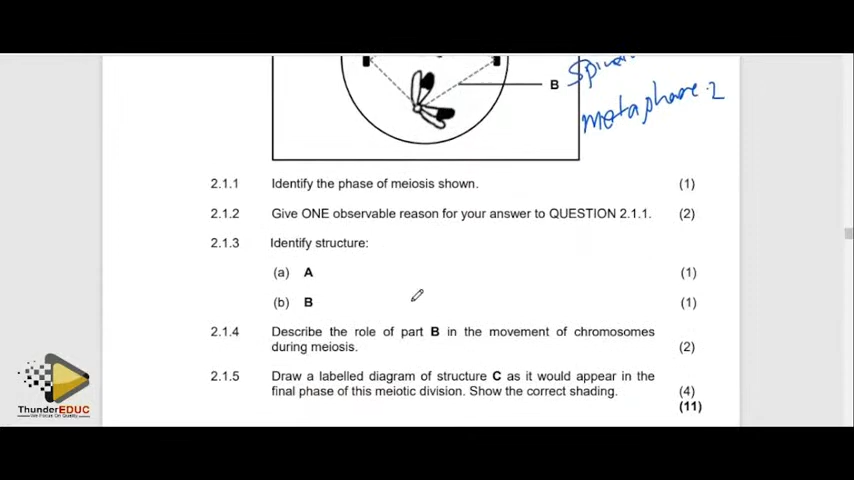 B
metaphase 2
2.1.1 Identify the phase of meiosis shown. (1)
2.1.2 Give ONE observable reason for your answer to QUESTION 2.1.1. (2)
2.1.3 Identify structure:
(a) A (1)
(b) B (1)
2.1.4 Describe the role of part B in the movement of chromosomes
during meiosis. (2)
2.1.5 Draw a labelled diagram of structure C as it would appear in the
final phase of this meiotic division. Show the correct shading. (4)
(11)
ThunderEDUC
We Focus On Quality